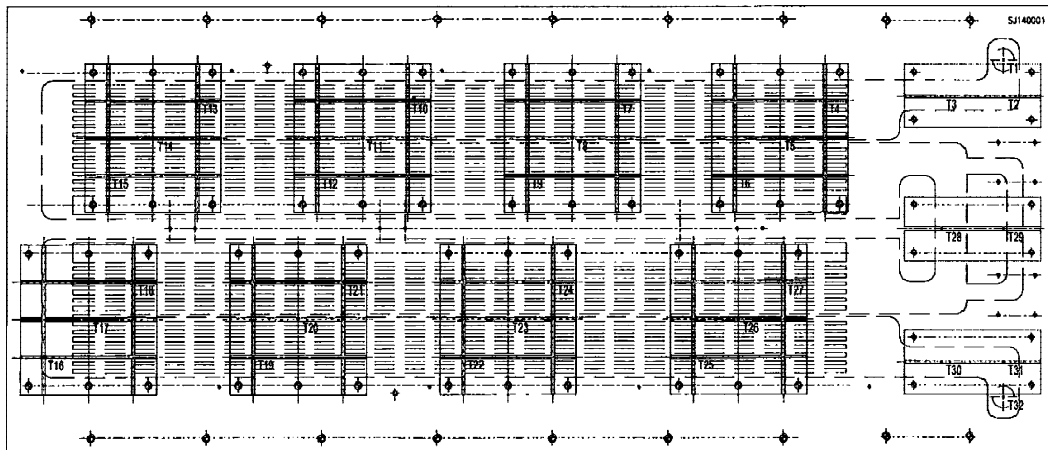 SJ140001
T1
T13 T10 T7 T4 T3 T2
T14 T11 T8 T5
T15 T12 T9 T6
T28 T29
T18 T21 T24 T27
T17 T20 T23 T26
T16 T19 T22 T25 T30 T31
T32